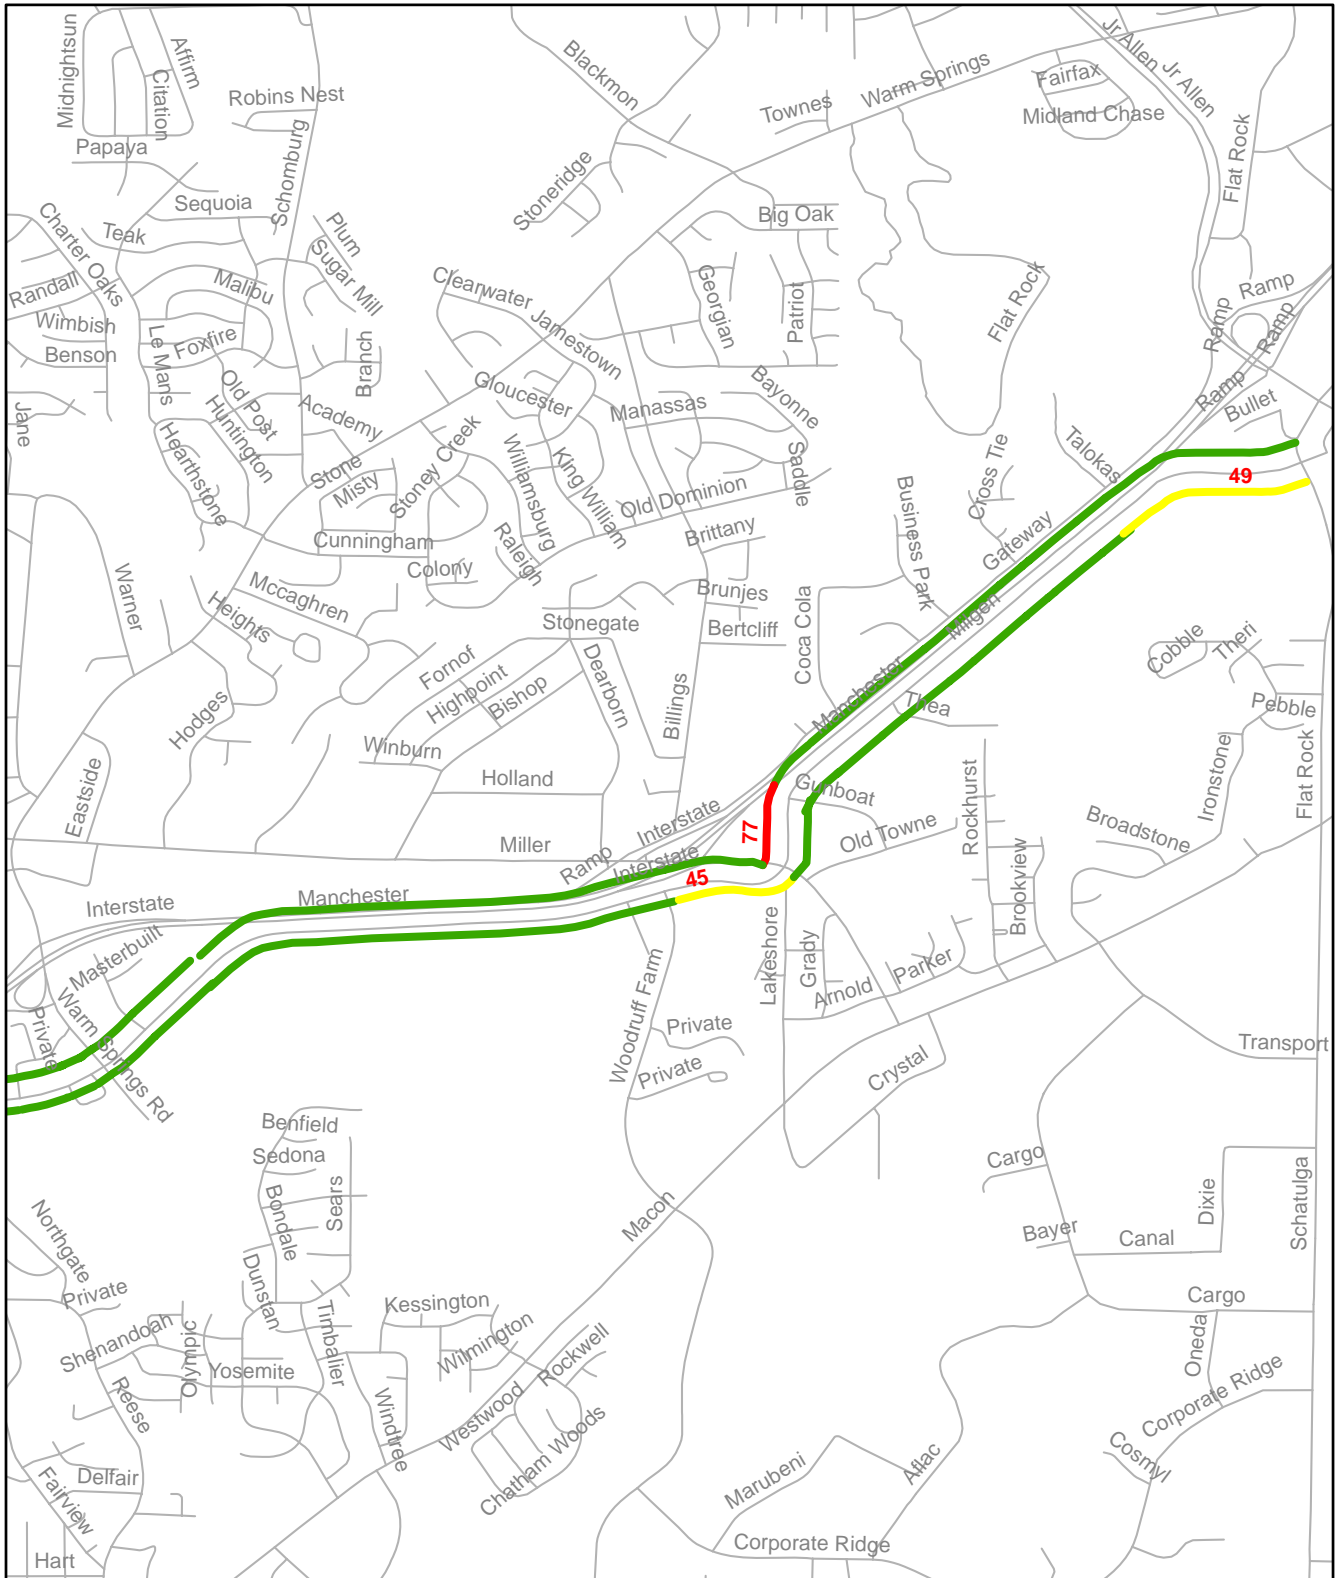 Midnightsun
Affirm
Citation
Robins Nest
Papaya
Schomburg
Blackmon
Townes
Warm Springs
Jr Allen
Jr Allen
Fairfax
Midland Chase
Flat Rock
Stoneridge
Sequoia
Charter Oaks
Teak
Plum
Sugar Mill
Big Oak
Randall
Malibu
Wimbish
Benson
Le Mans
Foxfire
Clearwater
Jamestown
Georgian
Patriot
Flat Rock
Ramp
Ramp
Ramp
Ramp
Bullet
Branch
Old Post
Huntington
Academy
Gloucester
Manassas
Bayonne
Saddle
Jane
Hearthstone
Stone
Misty
Stoney Creek
Williamsburg
King William
Old Dominion
Talokas
Cross Tie
49
Cunningham
Colony
Raleigh
Brittany
Business Park
Gateway
Warner
Mccaghren
Heights
Stonegate
Brunjes
Bertcliff
Coca Cola
Milgen
Cobble
Theri
Fornof
Highpoint
Bishop
Dearborn
Billings
Manchester
Thea
Pebble
Hodges
Winburn
Holland
Eastside
Interstate
Gunboat
Rockhurst
Ironstone
Flat Rock
Miller
77
Old Towne
Broadstone
Ramp
Interstate
45
Manchester
Interstate
Brookview
Masterbuilt
Lakeshore
Grady
Parker
Arnold
Woodruff Farm
Private
Warm Springs Rd
Private
Private
Crystal
Transport
Benfield
Sedona
Bondale
Sears
Cargo
Dixie
Schatulga
Northgate
Macon
Bayer
Canal
Private
Dunstan
Timbalier
Kessington
Cargo
Shenandoah
Olympic
Yosemite
Wilmington
Rockwell
Oneda
Reese
Windtree
Westwood
Chatham Woods
Corporate Ridge
Cosmyl
Delfair
Fairview
Marubeni
Aflac
Hart
Corporate Ridge